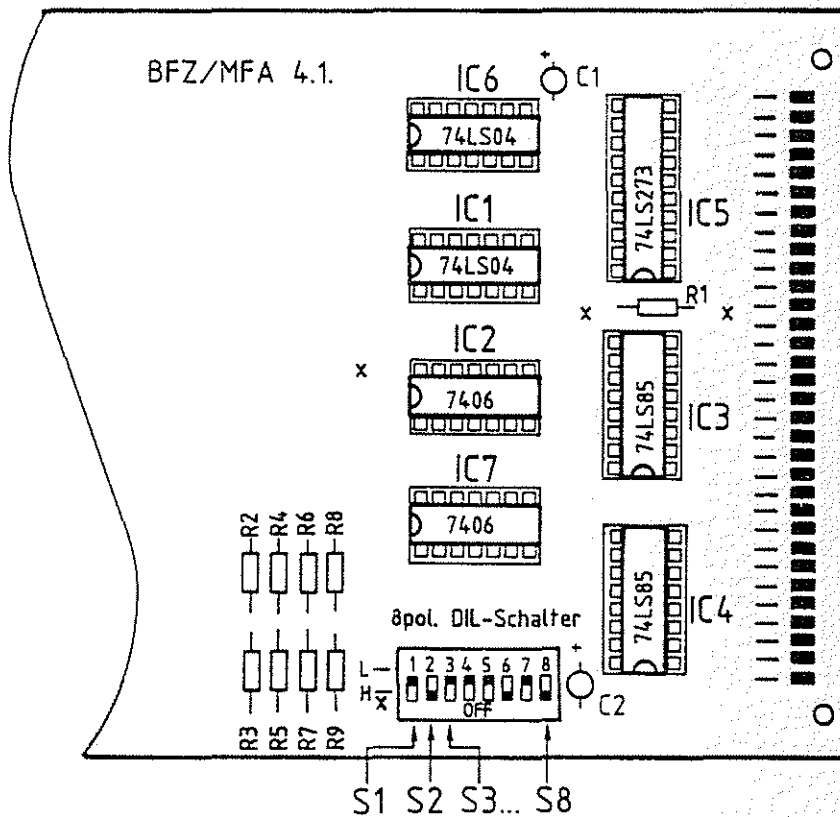 BFZ/MFA 4.1.
IC6
+
C1
74LS04
74LS273
IC5
IC1
74LS04
R1
x
x
IC2
x
7406
74LS85
IC3
IC7
7406
R2
R4
R6
R8
8pol. DIL-Schalter
74LS85
IC4
L
1 2 3 4 5 6 7 8
H
x
OFF
+
C2
R3
R5
R7
R9
S1 S2 S3... S8